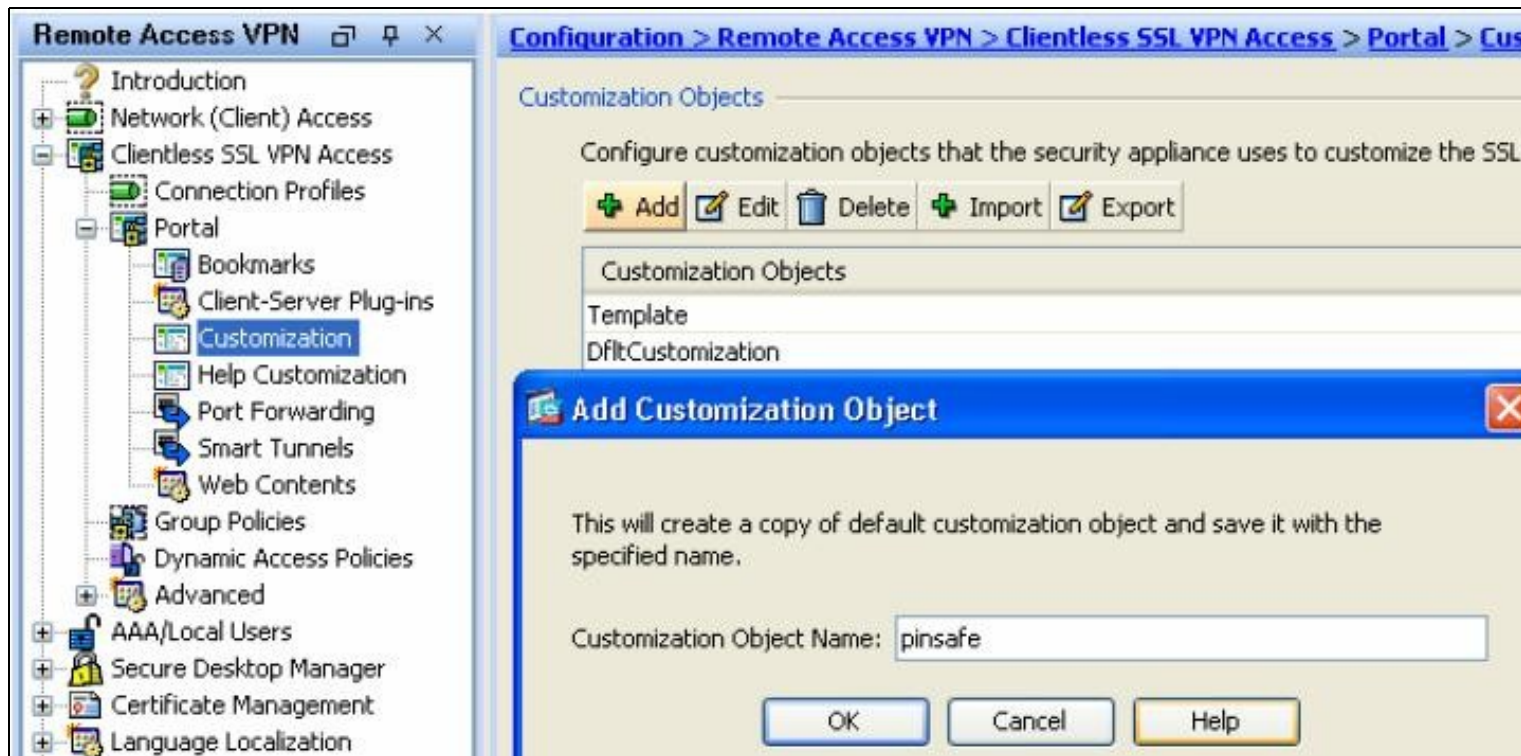 Remote Access VPN
Introduction
Network (Client) Access
Clientless SSL VPN Access
Connection Profiles
Portal
Bookmarks
Client-Server Plug-ins
Customization
Help Customization
Port Forwarding
Smart Tunnels
Web Contents
Group Policies
Dynamic Access Policies
Advanced
AAA/Local Users
Secure Desktop Manager
Certificate Management
Language Localization
Configuration > Remote Access VPN > Clientless SSL VPN Access > Portal > Cus
Customization Objects
Configure customization objects that the security appliance uses to customize the SSL
Add Edit Delete Import Export
Customization Objects
Template
DfltCustomization
Add Customization Object
This will create a copy of default customization object and save it with the
specified name.
Customization Object Name: pinsafe
OK Cancel Help